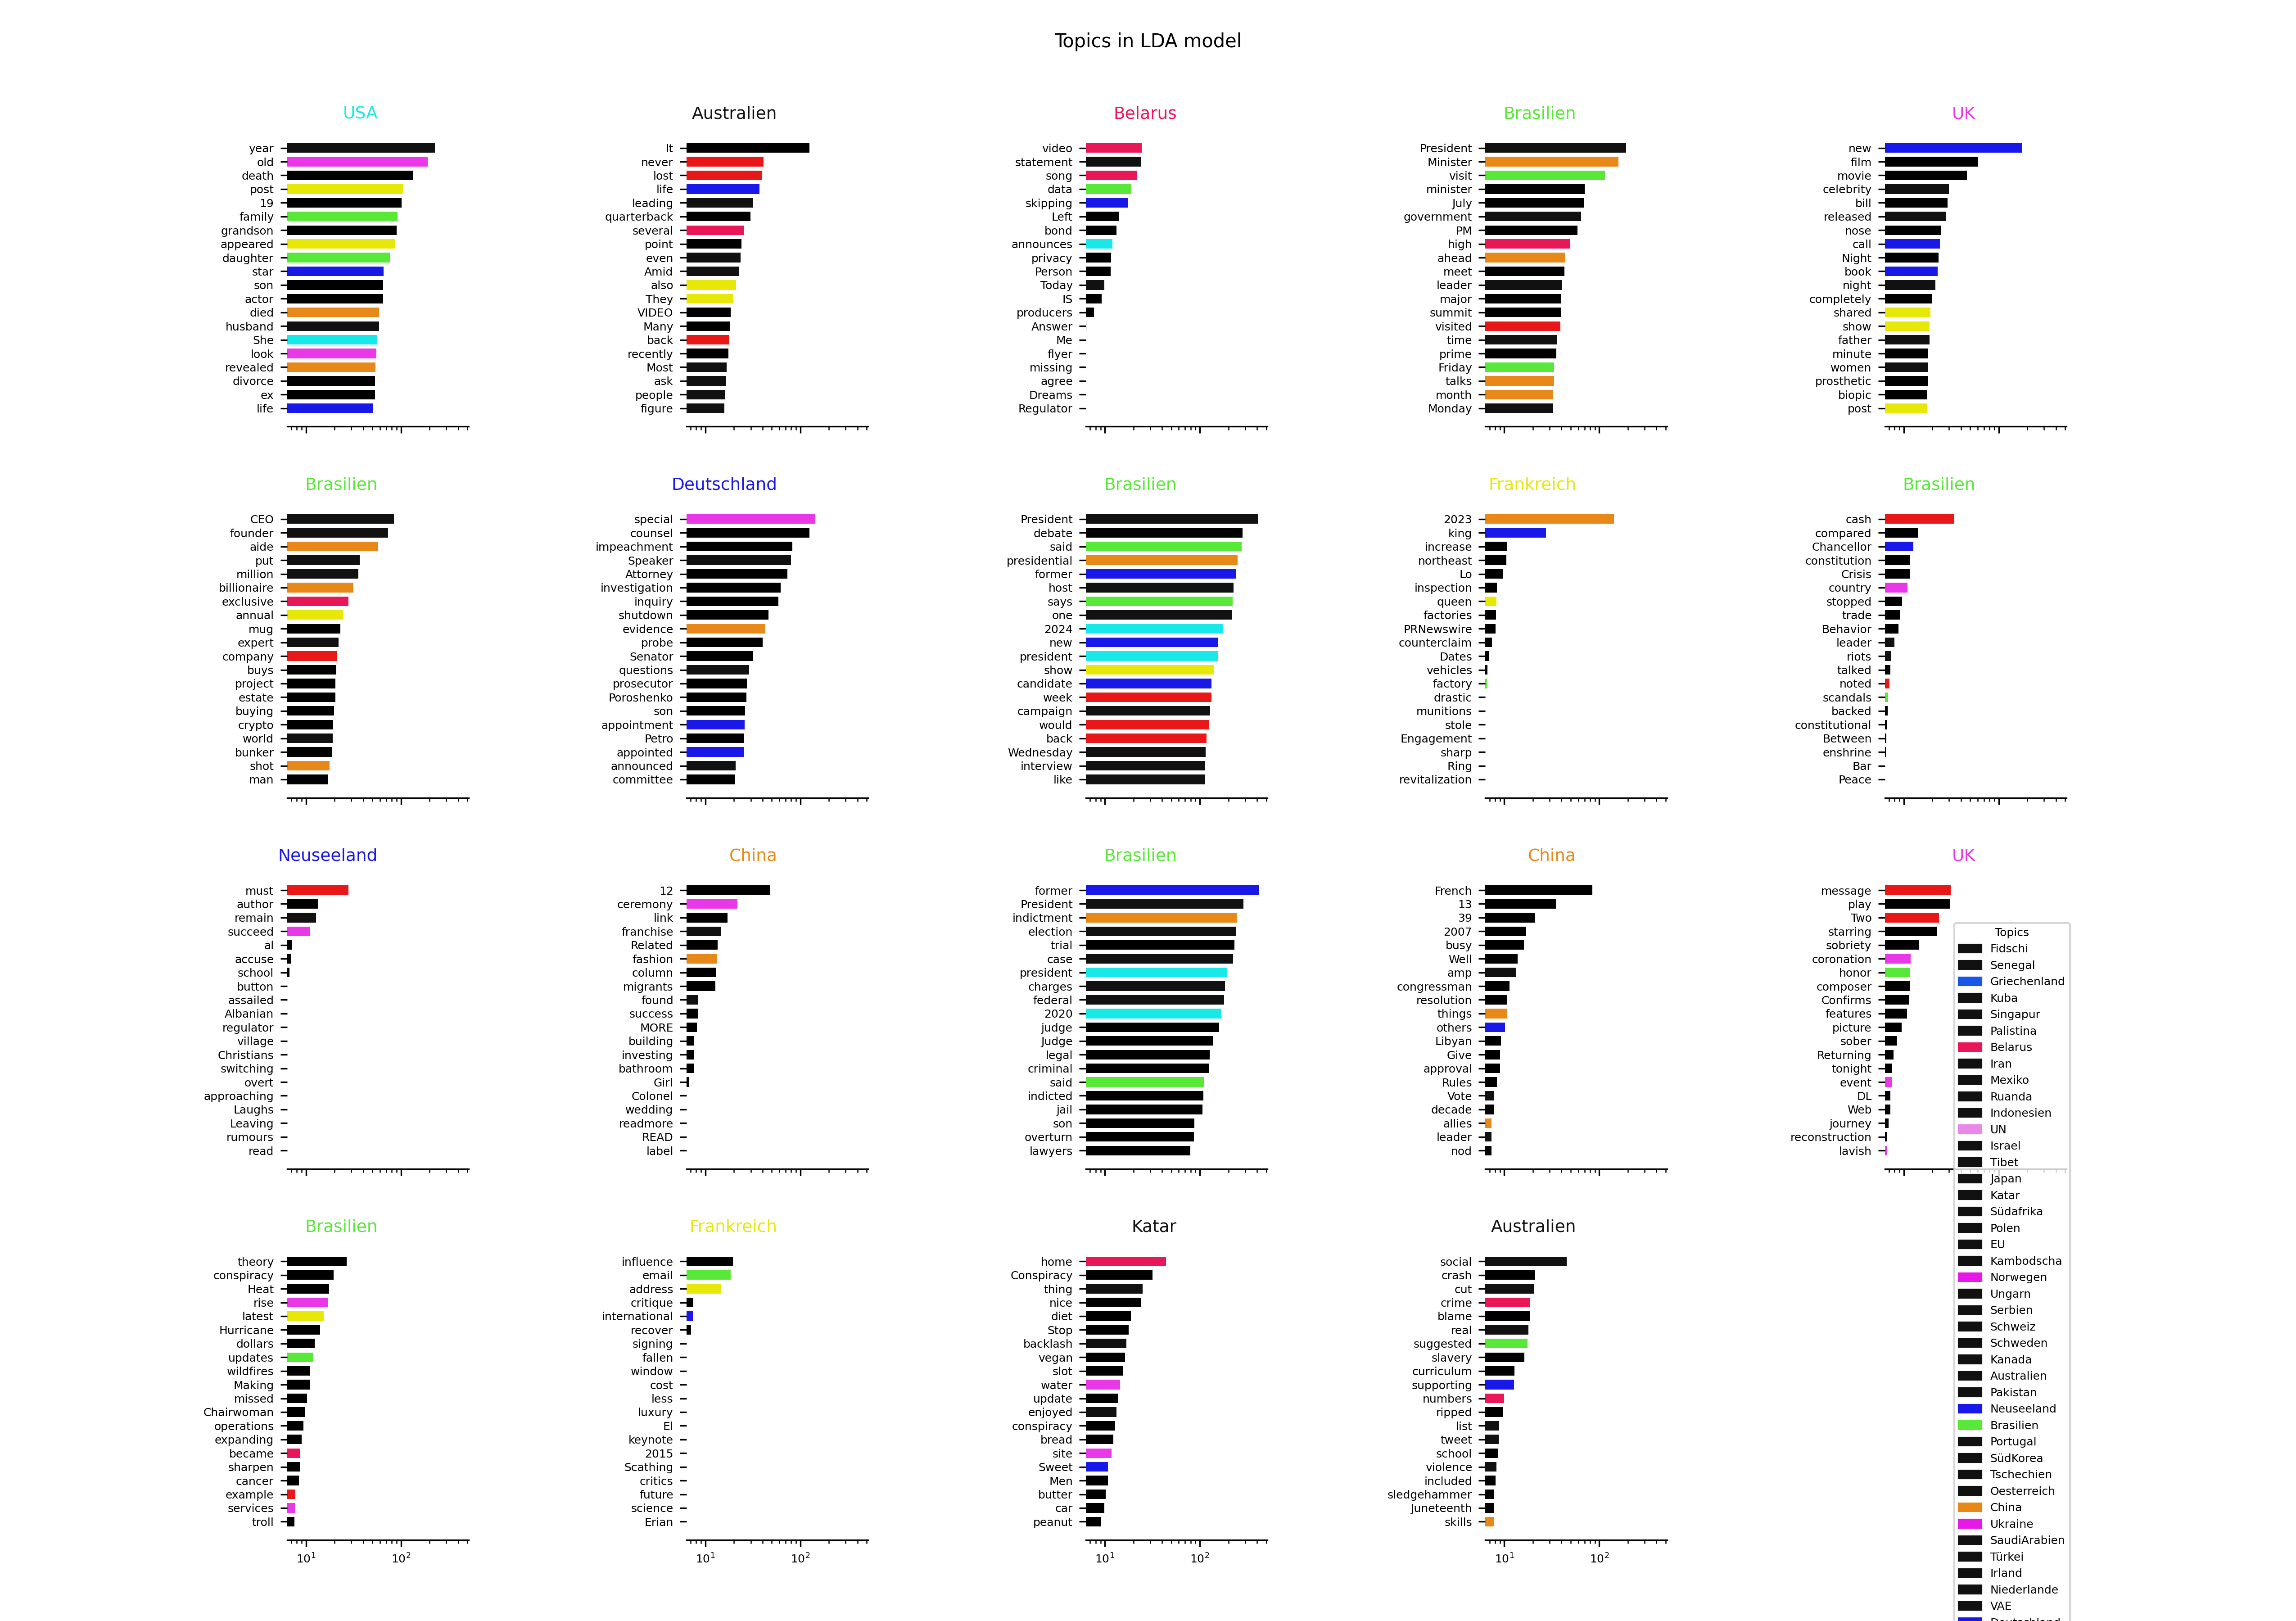 Topics in LDA model
USA
year
old
death
post
19
family
grandson
appeared
daughter
star
son
actor
died
husband
She
look
revealed
divorce
ex
life
Australien
It
never
lost
life
leading
quarterback
several
point
even
Amid
also
They
VIDEO
Many
back
recently
Most
ask
people
figure
Belarus
video
statement
song
data
skipping
Left
bond
announces
privacy
Person
Today
IS
producers
Answer
Me
flyer
missing
agree
Dreams
Regulator
Brasilien
President
Minister
visit
minister
July
government
PM
high
ahead
meet
leader
major
summit
visited
time
prime
Friday
talks
month
Monday
UK
new
film
movie
celebrity
bill
released
nose
call
Night
book
night
completely
shared
show
father
minute
women
prosthetic
biopic
post
Brasilien
CEO
founder
aide
put
million
billionaire
exclusive
annual
mug
expert
company
buys
project
estate
buying
crypto
world
bunker
shot
man
Deutschland
special
counsel
impeachment
Speaker
Attorney
investigation
inquiry
shutdown
evidence
probe
Senator
questions
prosecutor
Poroshenko
son
appointment
Petro
appointed
announced
committee
Brasilien
President
debate
said
presidential
former
host
says
one
2024
new
president
show
candidate
week
campaign
would
back
Wednesday
interview
like
Frankreich
2023
king
increase
northeast
Lo
inspection
queen
factories
PRNewswire
counterclaim
Dates
vehicles
factory
drastic
munitions
stole
Engagement
sharp
Ring
revitalization
Brasilien
cash
compared
Chancellor
constitution
Crisis
country
stopped
trade
Behavior
leader
riots
talked
noted
scandals
backed
constitutional
Between
enshrine
Bar
Peace
Neuseeland
must
author
remain
succeed
al
accuse
school
button
assailed
Albanian
regulator
village
Christians
switching
overt
approaching
Laughs
Leaving
rumours
read
China
12
ceremony
link
franchise
Related
fashion
column
migrants
found
success
MORE
building
investing
bathroom
Girl
Colonel
wedding
readmore
READ
label
Brasilien
former
President
indictment
election
trial
case
president
charges
federal
2020
judge
Judge
legal
criminal
said
indicted
jail
son
overturn
lawyers
China
French
13
39
2007
busy
Well
amp
congressman
resolution
things
others
Libyan
Give
approval
Rules
Vote
decade
allies
leader
nod
UK
message
play
Two
starring
sobriety
coronation
honor
composer
Confirms
features
picture
sober
Returning
tonight
event
DL
Web
journey
reconstruction
lavish
Brasilien
theory
conspiracy
Heat
rise
latest
Hurricane
dollars
updates
wildfires
Making
missed
Chairwoman
operations
expanding
became
sharpen
cancer
example
services
troll
10¹ 10²
Frankreich
influence
email
address
critique
international
recover
signing
fallen
window
cost
less
luxury
El
keynote
2015
Scathing
critics
future
science
Erian
10¹ 10²
Katar
home
Conspiracy
thing
nice
diet
Stop
backlash
vegan
slot
water
update
enjoyed
conspiracy
bread
site
Sweet
Men
butter
car
peanut
10¹ 10²
Australien
social
crash
cut
crime
blame
real
suggested
slavery
curriculum
supporting
numbers
ripped
list
tweet
school
violence
included
sledgehammer
Juneteenth
skills
10¹ 10²
Topics
Fidschi
Senegal
Griechenland
Kuba
Singapur
Palistina
Belarus
Iran
Mexiko
Ruanda
Indonesien
UN
Israel
Tibet
Japan
Katar
Südafrika
Polen
EU
Kambodscha
Norwegen
Ungarn
Serbien
Schweiz
Schweden
Kanada
Australien
Pakistan
Neuseeland
Brasilien
Portugal
SüdKorea
Tschechien
Oesterreich
China
Ukraine
SaudiArabien
Türkei
Irland
Niederlande
VAE